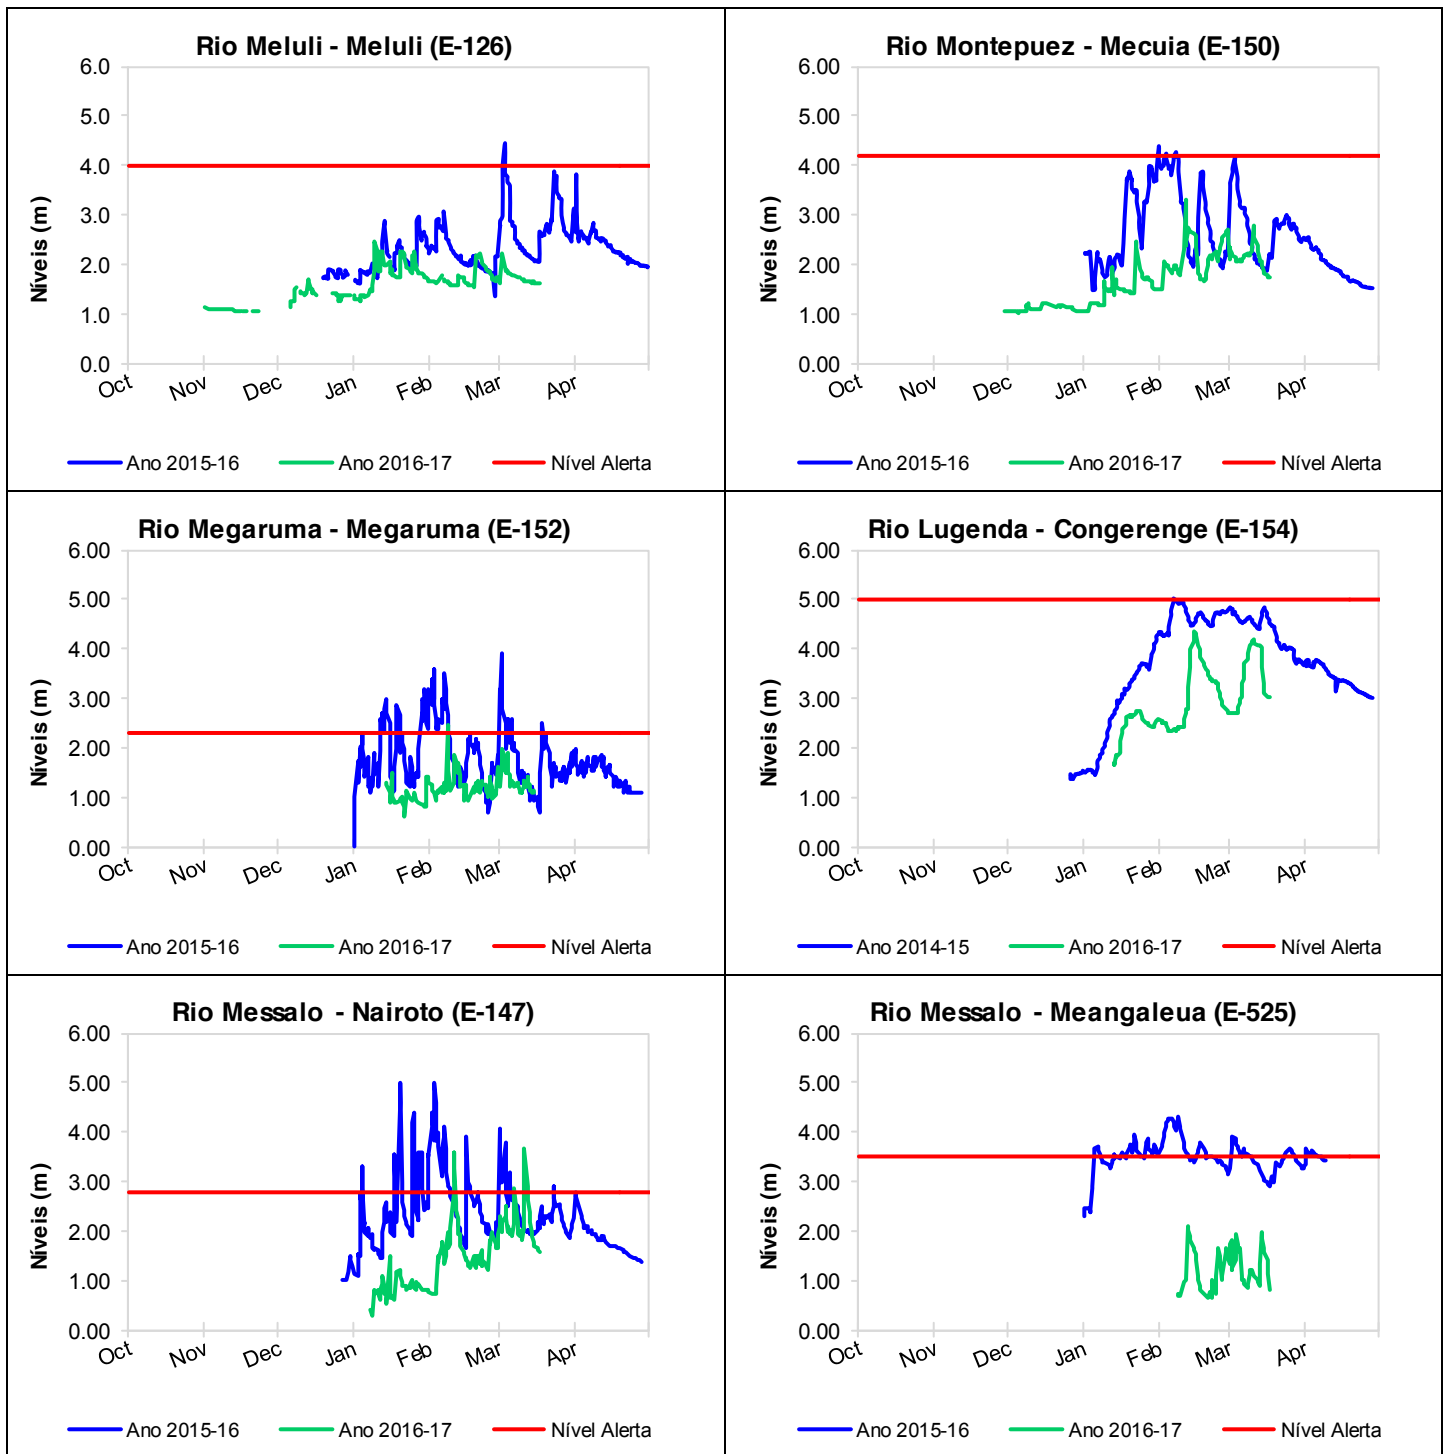 Rio Meluli - Meluli (E-126)
Níveis (m)
6.0
5.0
4.0
3.0
2.0
1.0
0.0
Oct Nov Dec Jan Feb Mar Apr
Ano 2015-16 Ano 2016-17 Nível Alerta
Rio Montepuez - Mecuia (E-150)
Níveis (m)
6.00
5.00
4.00
3.00
2.00
1.00
0.00
Oct Nov Dec Jan Feb Mar Apr
Ano 2015-16 Ano 2016-17 Nível Alerta
Rio Megaruma - Megaruma (E-152)
Níveis (m)
6.00
5.00
4.00
3.00
2.00
1.00
0.00
Oct Nov Dec Jan Feb Mar Apr
Ano 2015-16 Ano 2016-17 Nível Alerta
Rio Lugenda - Congerenge (E-154)
Níveis (m)
6.00
5.00
4.00
3.00
2.00
1.00
0.00
Oct Nov Dec Jan Feb Mar Apr
Ano 2014-15 Ano 2016-17 Nível Alerta
Rio Messalo - Nairoto (E-147)
Níveis (m)
6.00
5.00
4.00
3.00
2.00
1.00
0.00
Oct Nov Dec Jan Feb Mar Apr
Ano 2015-16 Ano 2016-17 Nível Alerta
Rio Messalo - Meangaleua (E-525)
Níveis (m)
6.00
5.00
4.00
3.00
2.00
1.00
0.00
Oct Nov Dec Jan Feb Mar Apr
Ano 2015-16 Ano 2016-17 Nível Alerta